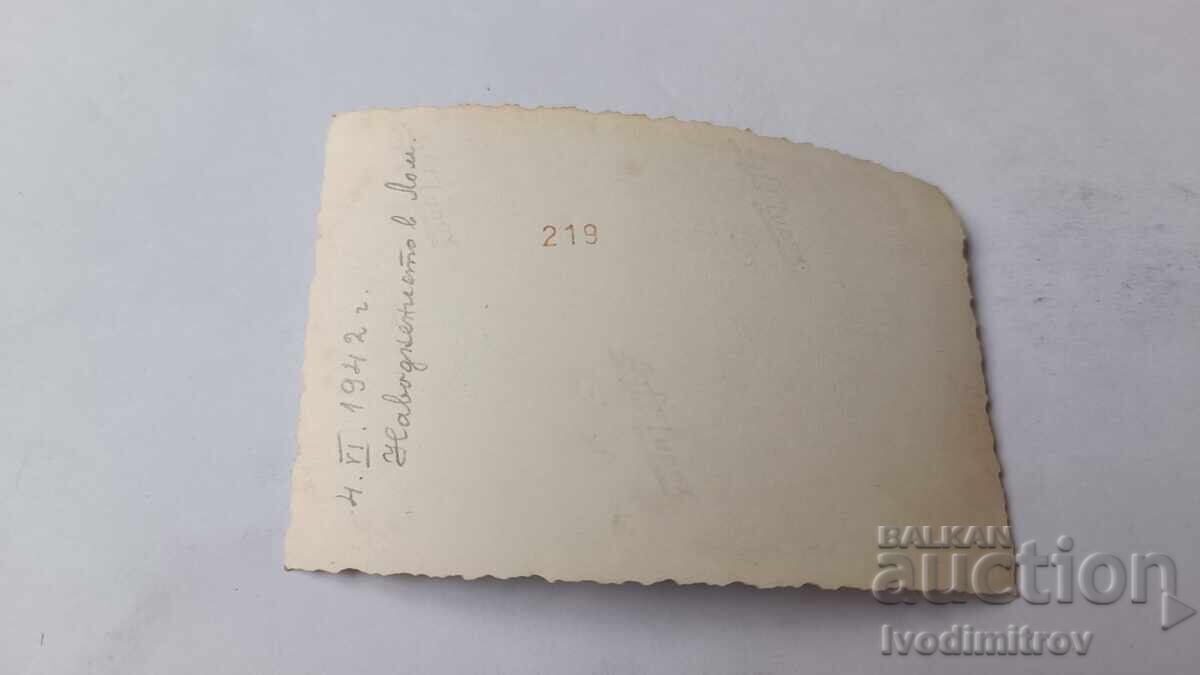 4. VI. 1942 г.
Наводнението в Лом.
219
BALKAN
auction
Ivodimitrov